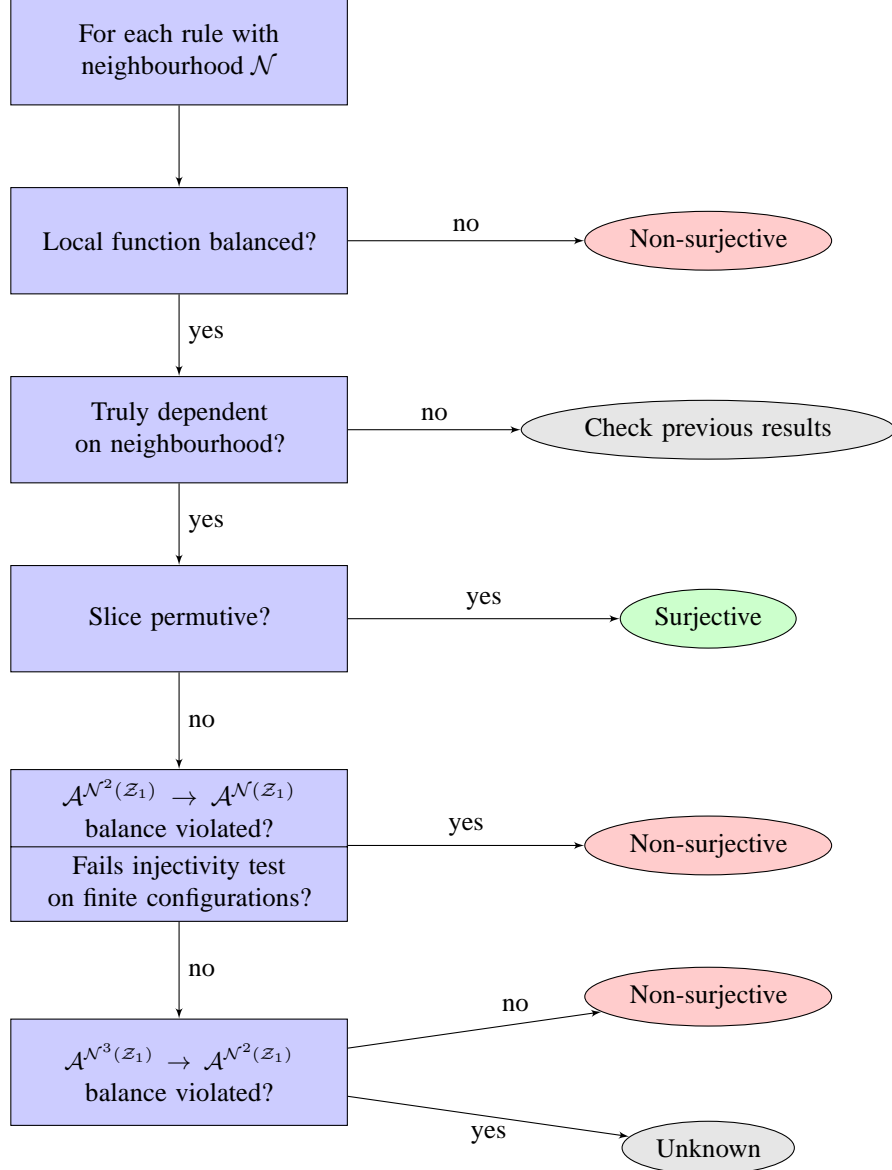 For each rule with
neighbourhood 𝒩
Local function balanced?
no
Non-surjective
yes
Truly dependent
on neighbourhood?
no
Check previous results
yes
Slice permutive?
yes
Surjective
no
𝒜^{𝒩²(𝒵₁)} → 𝒜^{𝒩(𝒵₁)}
balance violated?
Fails injectivity test
on finite configurations?
yes
Non-surjective
no
𝒜^{𝒩³(𝒵₁)} → 𝒜^{𝒩²(𝒵₁)}
balance violated?
no
Non-surjective
yes
Unknown